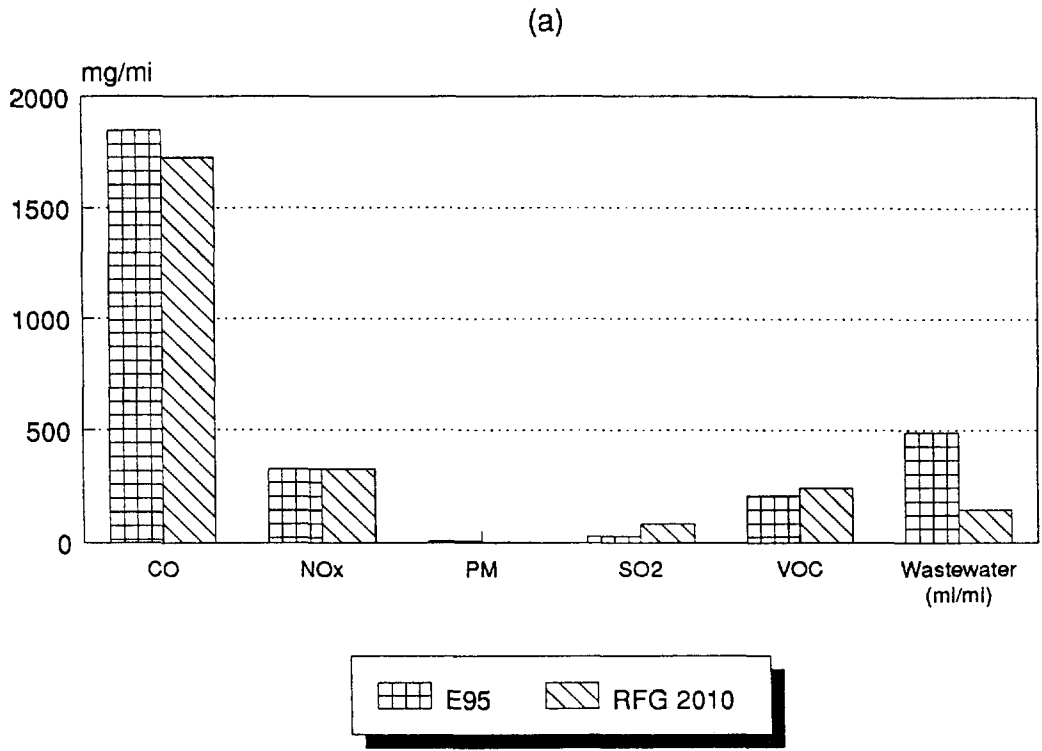 (a)
mg/mi
2000
1500
1000
500
0
CO NOx PM SO2 VOC Wastewater
(ml/mi)
E95 RFG 2010